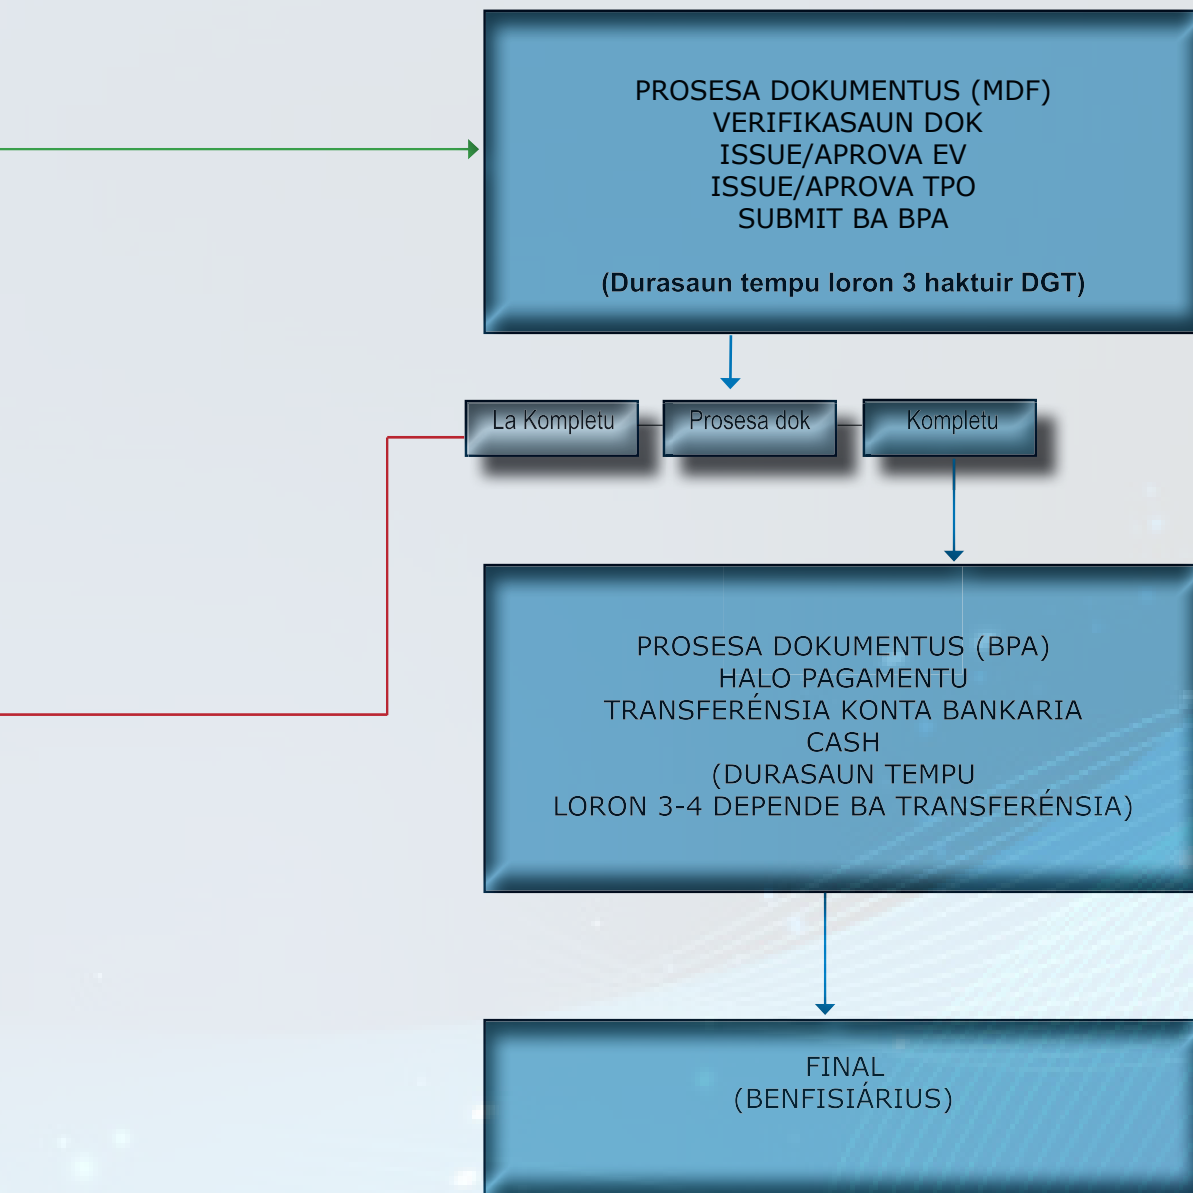 PROSESA DOKUMENTUS (MDF)
VERIFIKASAUN DOK
ISSUE/APROVA EV
ISSUE/APROVA TPO
SUBMIT BA BPA
(Durasaun tempu loron 3 haktuir DGT)
La Kompletu
Prosesa dok
Kompletu
PROSESA DOKUMENTUS (BPA)
HALO PAGAMENTU
TRANSFERÉNSIA KONTA BANKARIA
CASH
(DURASAUN TEMPU
LORON 3-4 DEPENDE BA TRANSFERÉNSIA)
FINAL
(BENFISIÁRIUS)